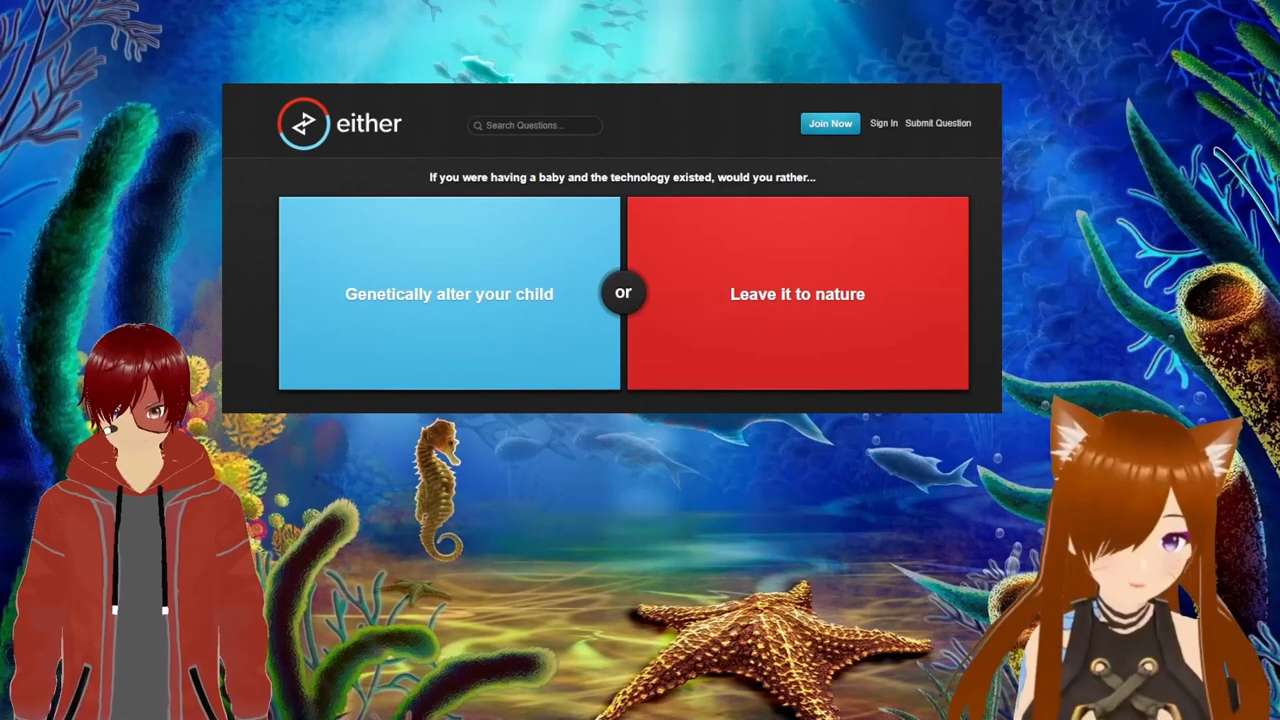 either
Search Questions...
Join Now
Sign In
Submit Question
If you were having a baby and the technology existed, would you rather...
Genetically alter your child
or
Leave it to nature